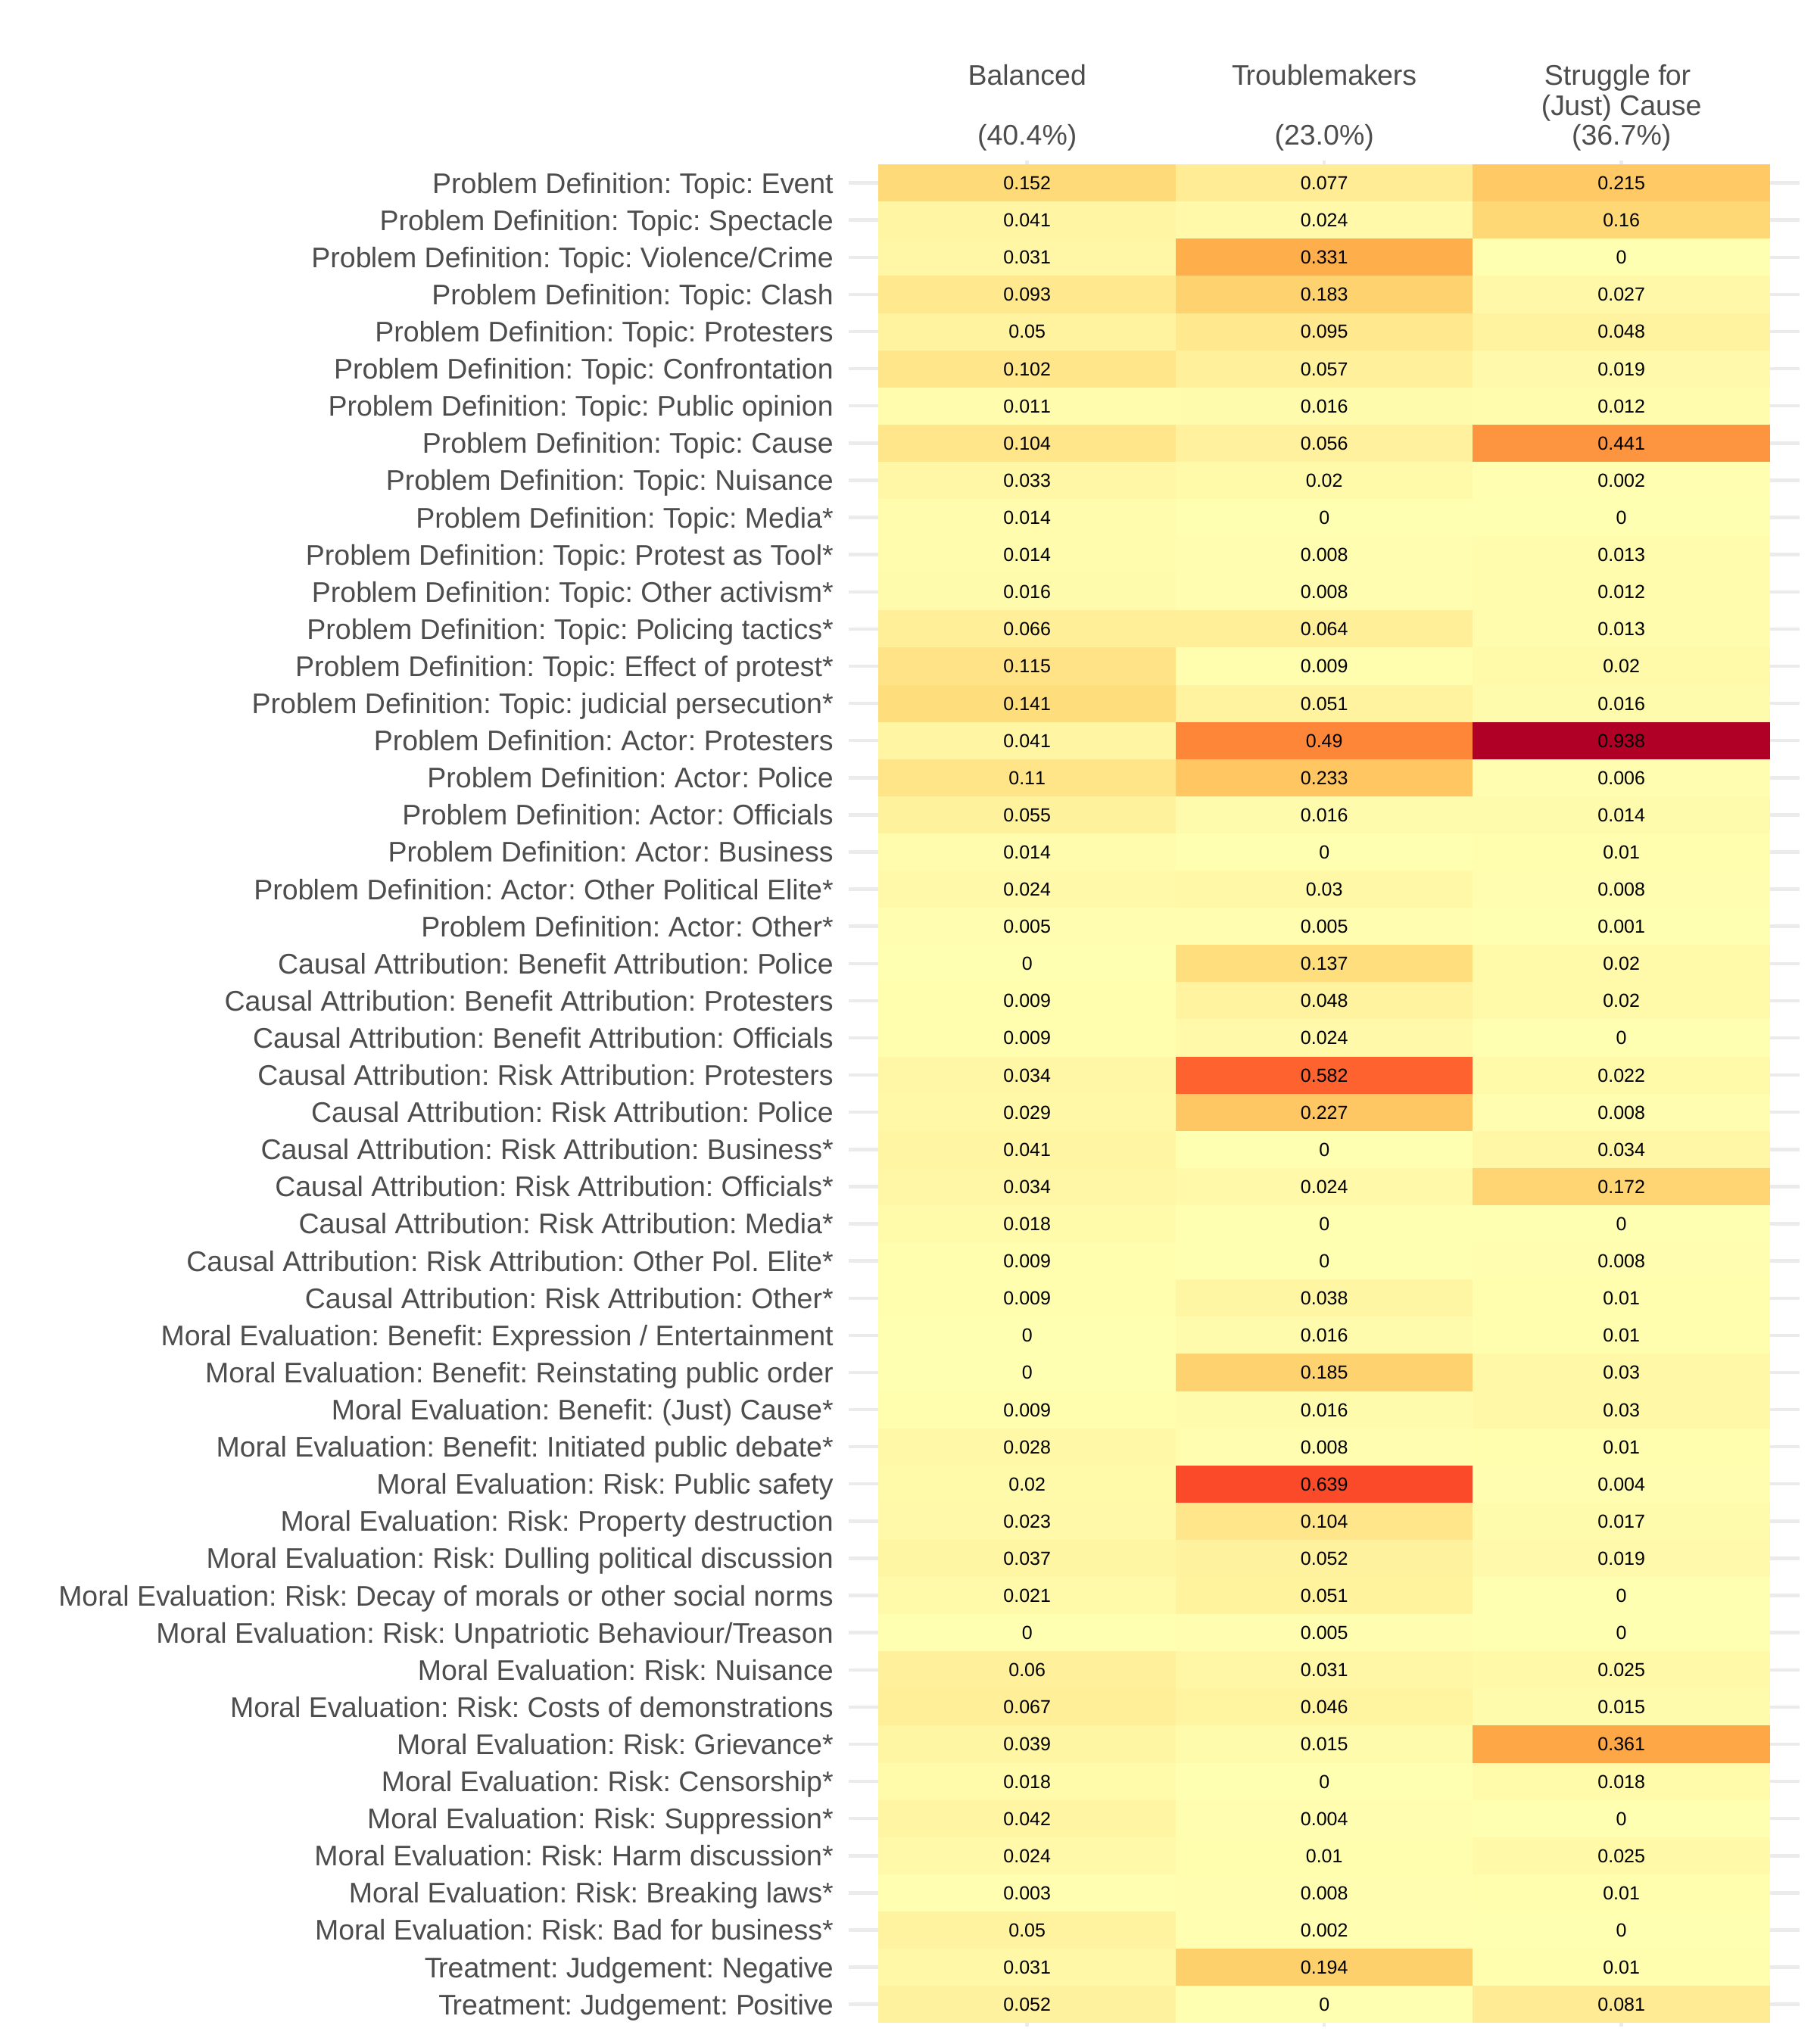 Balanced Troublemakers Struggle for
(Just) Cause
(40.4%) (23.0%) (36.7%)
Problem Definition: Topic: Event 0.152 0.077 0.215
Problem Definition: Topic: Spectacle 0.041 0.024 0.16
Problem Definition: Topic: Violence/Crime 0.031 0.331 0
Problem Definition: Topic: Clash 0.093 0.183 0.027
Problem Definition: Topic: Protesters 0.05 0.095 0.048
Problem Definition: Topic: Confrontation 0.102 0.057 0.019
Problem Definition: Topic: Public opinion 0.011 0.016 0.012
Problem Definition: Topic: Cause 0.104 0.056 0.441
Problem Definition: Topic: Nuisance 0.033 0.02 0.002
Problem Definition: Topic: Media* 0.014 0 0
Problem Definition: Topic: Protest as Tool* 0.014 0.008 0.013
Problem Definition: Topic: Other activism* 0.016 0.008 0.012
Problem Definition: Topic: Policing tactics* 0.066 0.064 0.013
Problem Definition: Topic: Effect of protest* 0.115 0.009 0.02
Problem Definition: Topic: judicial persecution* 0.141 0.051 0.016
Problem Definition: Actor: Protesters 0.041 0.49 0.938
Problem Definition: Actor: Police 0.11 0.233 0.006
Problem Definition: Actor: Officials 0.055 0.016 0.014
Problem Definition: Actor: Business 0.014 0 0.01
Problem Definition: Actor: Other Political Elite* 0.024 0.03 0.008
Problem Definition: Actor: Other* 0.005 0.005 0.001
Causal Attribution: Benefit Attribution: Police 0 0.137 0.02
Causal Attribution: Benefit Attribution: Protesters 0.009 0.048 0.02
Causal Attribution: Benefit Attribution: Officials 0.009 0.024 0
Causal Attribution: Risk Attribution: Protesters 0.034 0.582 0.022
Causal Attribution: Risk Attribution: Police 0.029 0.227 0.008
Causal Attribution: Risk Attribution: Business* 0.041 0 0.034
Causal Attribution: Risk Attribution: Officials* 0.034 0.024 0.172
Causal Attribution: Risk Attribution: Media* 0.018 0 0
Causal Attribution: Risk Attribution: Other Pol. Elite* 0.009 0 0.008
Causal Attribution: Risk Attribution: Other* 0.009 0.038 0.01
Moral Evaluation: Benefit: Expression / Entertainment 0 0.016 0.01
Moral Evaluation: Benefit: Reinstating public order 0 0.185 0.03
Moral Evaluation: Benefit: (Just) Cause* 0.009 0.016 0.03
Moral Evaluation: Benefit: Initiated public debate* 0.028 0.008 0.01
Moral Evaluation: Risk: Public safety 0.02 0.639 0.004
Moral Evaluation: Risk: Property destruction 0.023 0.104 0.017
Moral Evaluation: Risk: Dulling political discussion 0.037 0.052 0.019
Moral Evaluation: Risk: Decay of morals or other social norms 0.021 0.051 0
Moral Evaluation: Risk: Unpatriotic Behaviour/Treason 0 0.005 0
Moral Evaluation: Risk: Nuisance 0.06 0.031 0.025
Moral Evaluation: Risk: Costs of demonstrations 0.067 0.046 0.015
Moral Evaluation: Risk: Grievance* 0.039 0.015 0.361
Moral Evaluation: Risk: Censorship* 0.018 0 0.018
Moral Evaluation: Risk: Suppression* 0.042 0.004 0
Moral Evaluation: Risk: Harm discussion* 0.024 0.01 0.025
Moral Evaluation: Risk: Breaking laws* 0.003 0.008 0.01
Moral Evaluation: Risk: Bad for business* 0.05 0.002 0
Treatment: Judgement: Negative 0.031 0.194 0.01
Treatment: Judgement: Positive 0.052 0 0.081